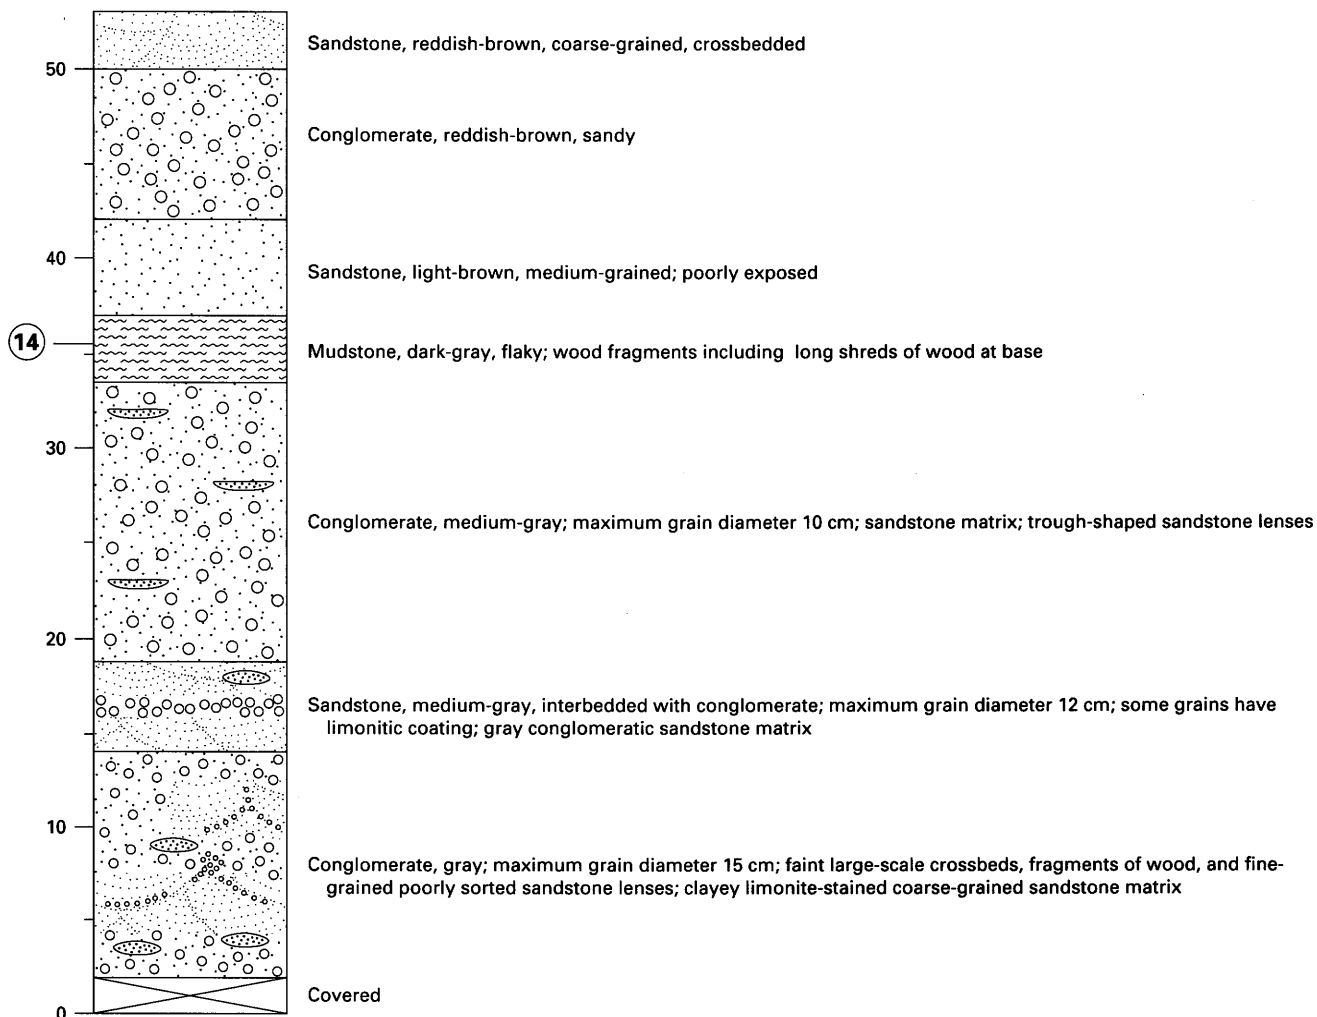 Sandstone, reddish-brown, coarse-grained, crossbedded
50
Conglomerate, reddish-brown, sandy
40
Sandstone, light-brown, medium-grained; poorly exposed
14
Mudstone, dark-gray, flaky; wood fragments including long shreds of wood at base
30
Conglomerate, medium-gray; maximum grain diameter 10 cm; sandstone matrix; trough-shaped sandstone lenses
20
Sandstone, medium-gray, interbedded with conglomerate; maximum grain diameter 12 cm; some grains have
limonitic coating; gray conglomeratic sandstone matrix
10
Conglomerate, gray; maximum grain diameter 15 cm; faint large-scale crossbeds, fragments of wood, and fine-
grained poorly sorted sandstone lenses; clayey limonite-stained coarse-grained sandstone matrix
Covered
0